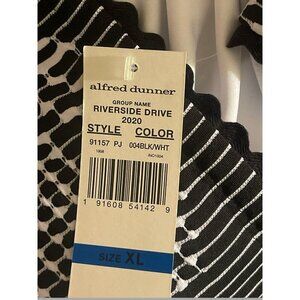 alfred dunner
GROUP NAME
RIVERSIDE DRIVE
2020
STYLE COLOR
91157 PJ 004BLK/WHT
1 91608 54142 9
SIZE XL